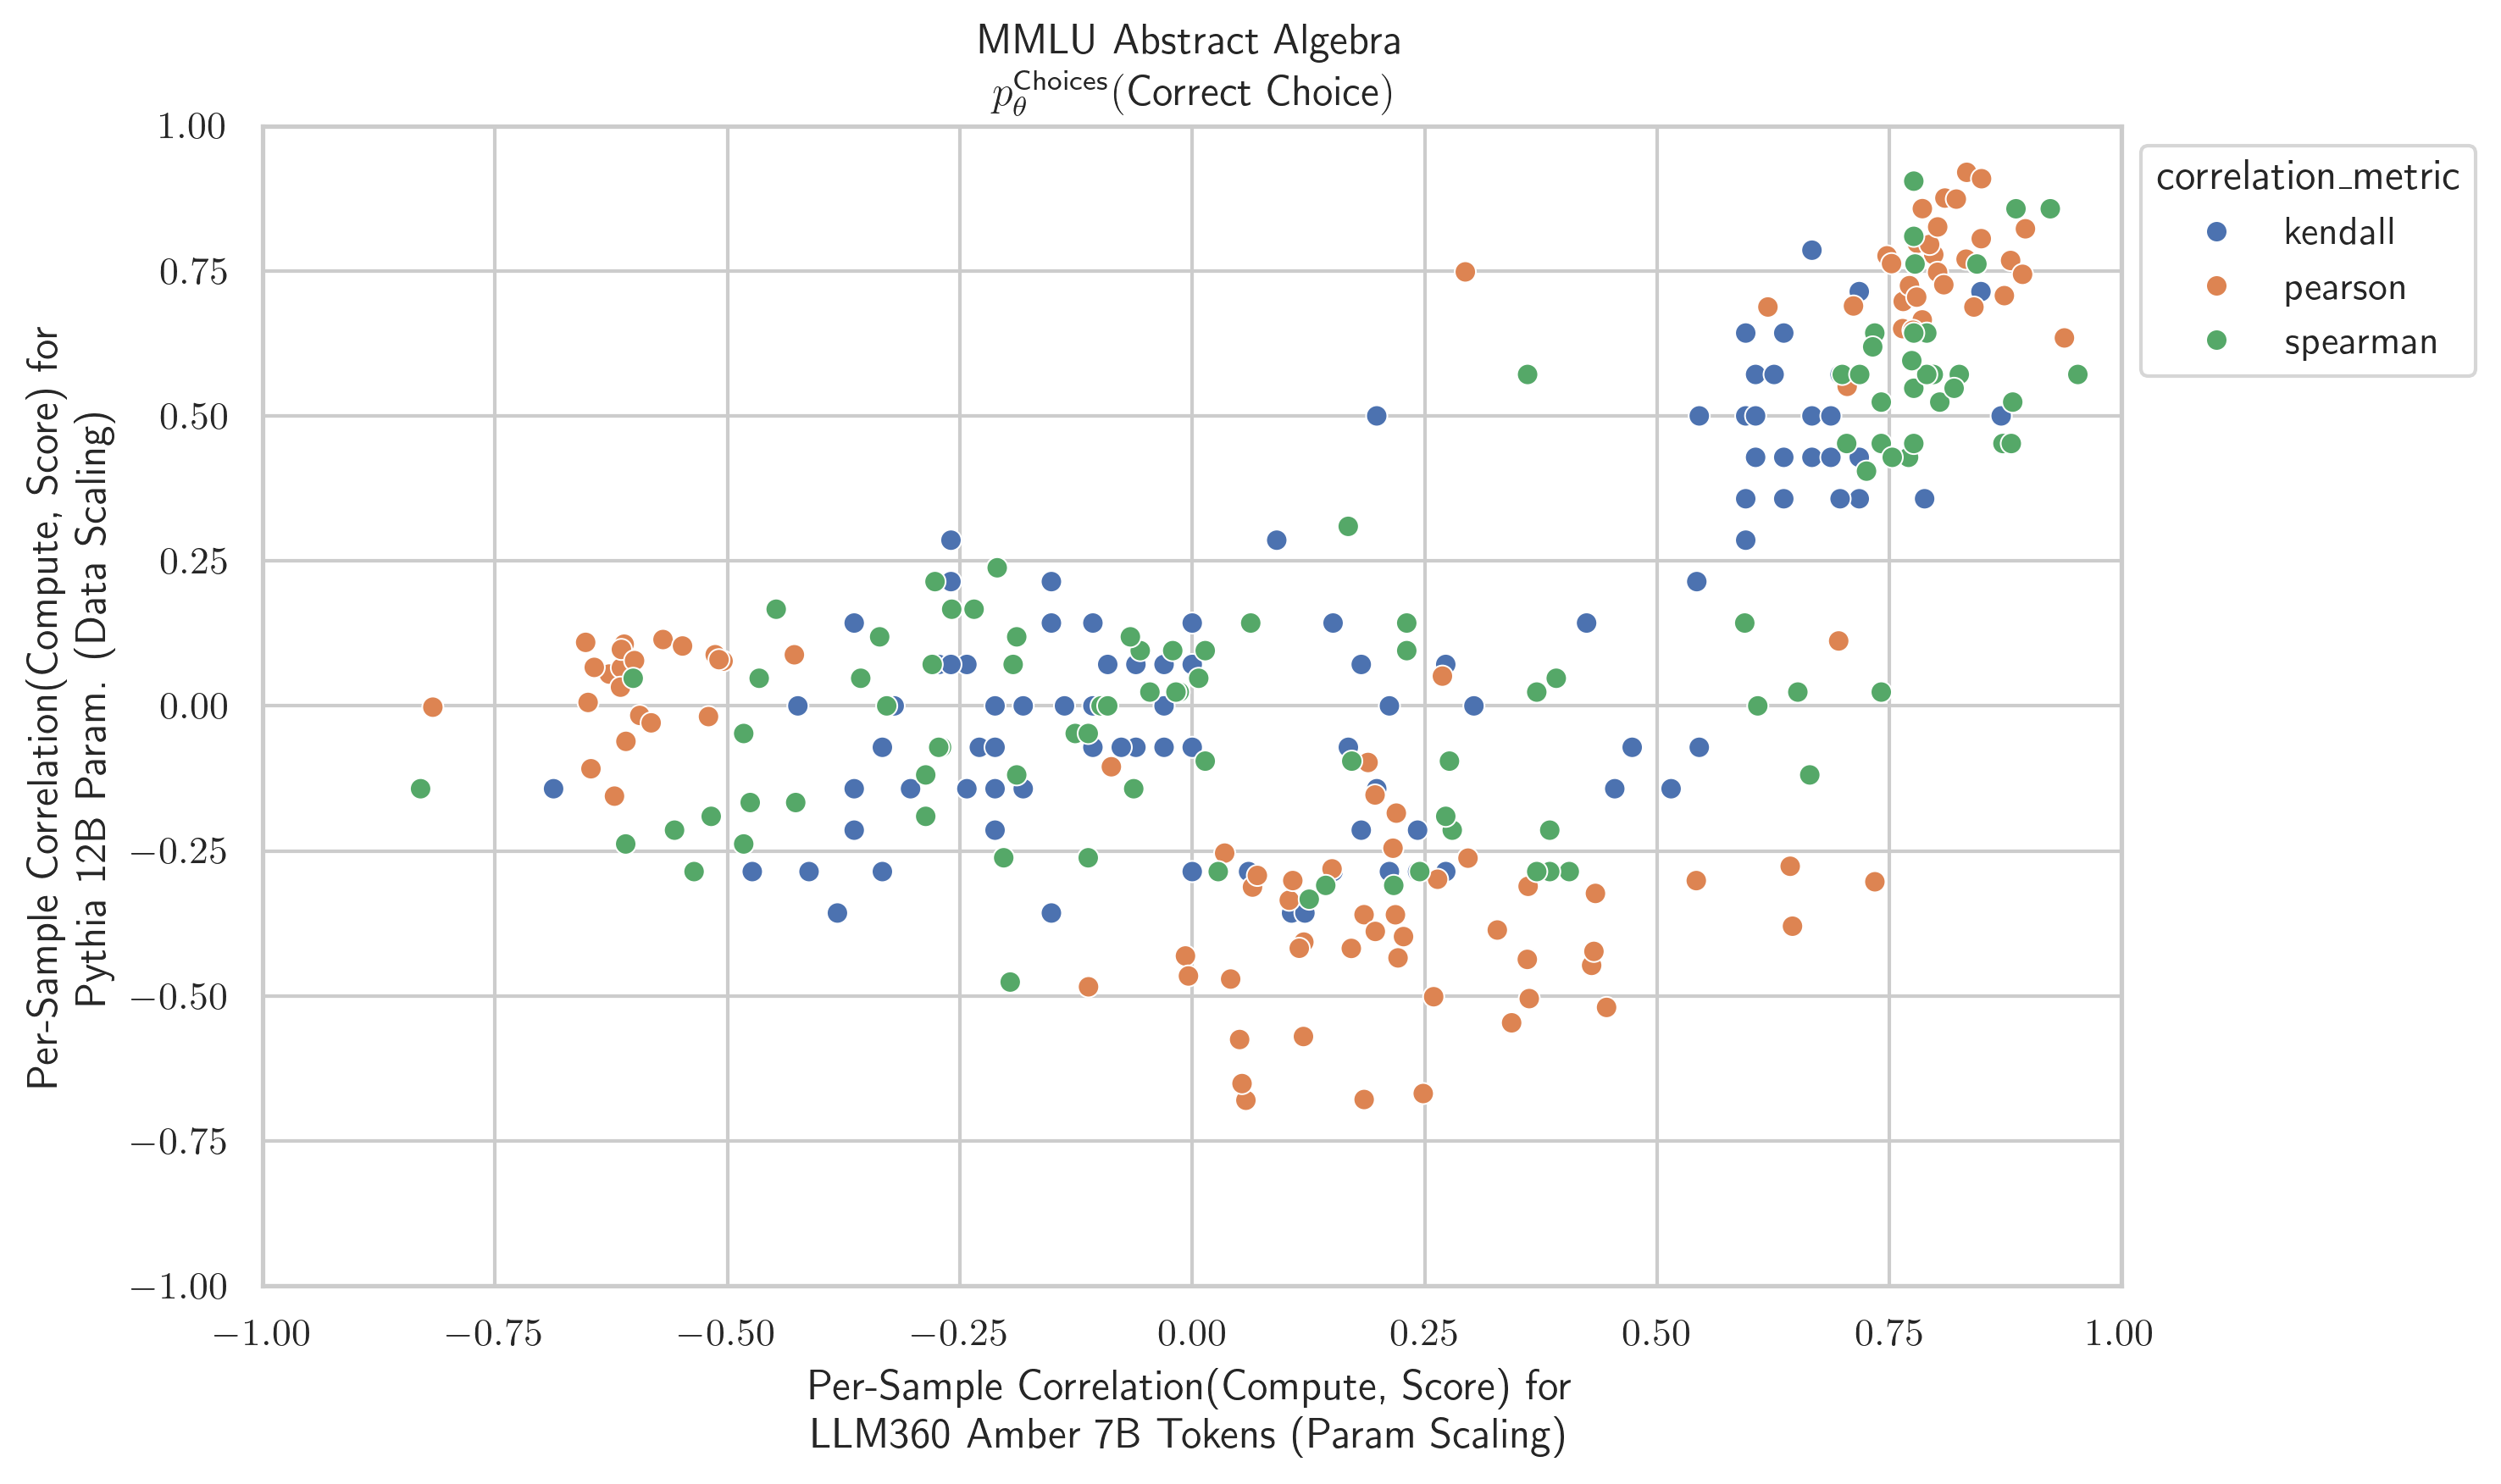 MMLU Abstract Algebra
p_θ^Choices(Correct Choice)
1.00
0.75
0.50
0.25
0.00
−0.25
−0.50
−0.75
−1.00
Per-Sample Correlation(Compute, Score) for
Pythia 12B Param. (Data Scaling)
correlation_metric
kendall
pearson
spearman
−1.00
−0.75
−0.50
−0.25
0.00
0.25
0.50
0.75
1.00
Per-Sample Correlation(Compute, Score) for
LLM360 Amber 7B Tokens (Param Scaling)